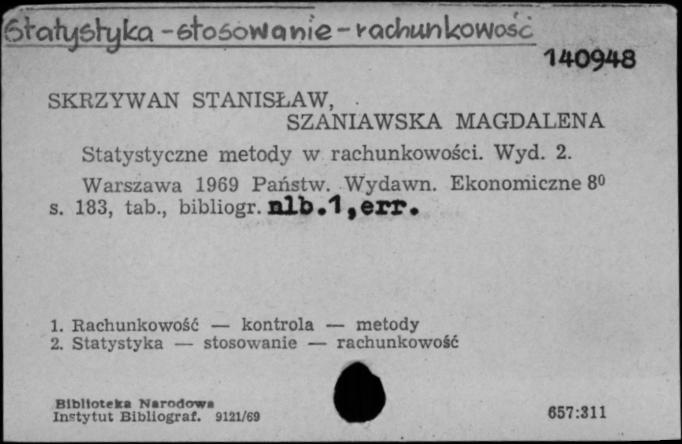 Statystyka - stosowanie - rachunkowość
140948
SKRZYWAN STANISŁAW,
SZANIAWSKA MAGDALENA
Statystyczne metody w rachunkowości. Wyd. 2.
Warszawa 1969 Państw. Wydawn. Ekonomiczne 8⁰
s. 183, tab., bibliogr. nlb.1, err.
1. Rachunkowość — kontrola — metody
2. Statystyka — stosowanie — rachunkowość
Biblioteka Narodowa
Instytut Bibliograf. 9121/69
657:311